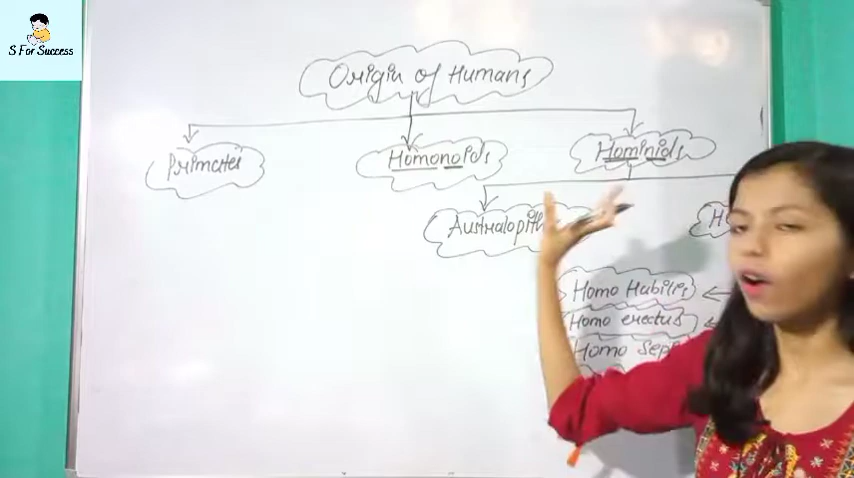 S For Success
Origin of Humans
Primates
Homonoids
Hominids
Australopith
H
Homo Habilis
Homo erectus
Homo Sep